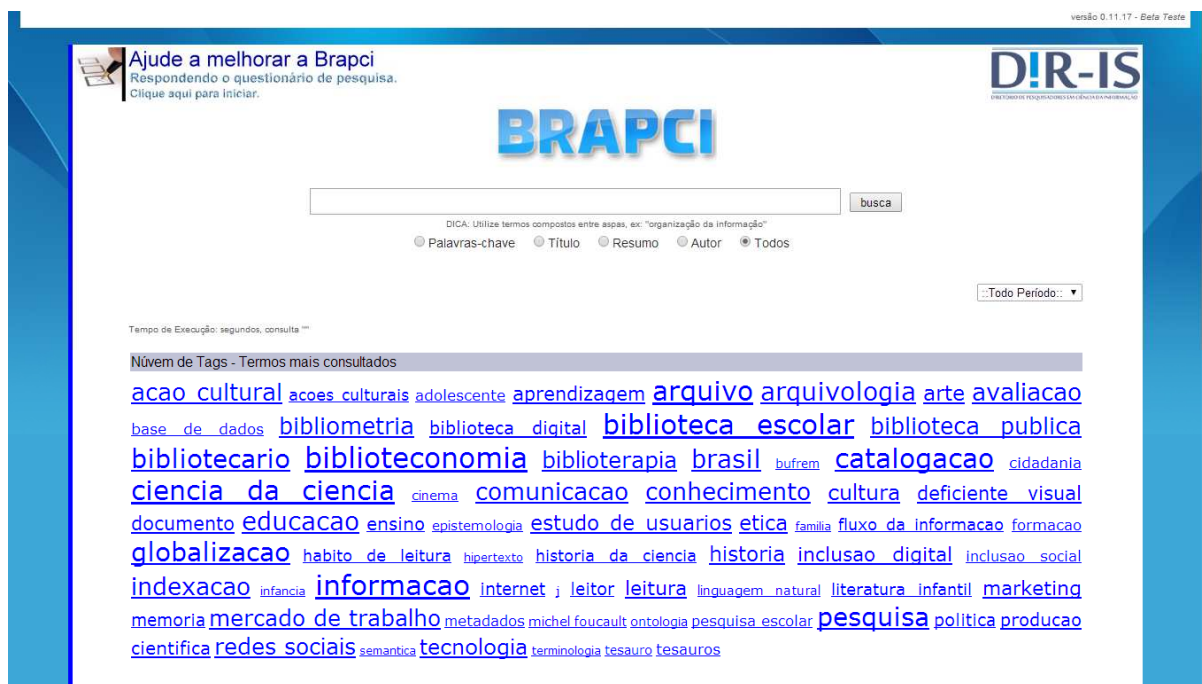 versão 0.11.17 - Beta Teste
Ajude a melhorar a Brapci
Respondendo o questionário de pesquisa.
Clique aqui para iniciar.
D!R-IS
DIRETÓRIO DE PESQUISADORES EM CIÊNCIA DA INFORMAÇÃO
BRAPCI
busca
DICA: Utilize termos compostos entre aspas, ex: "organização da informação"
Palavras-chave Título Resumo Autor Todos
::Todo Período::
Tempo de Execução: segundos, consulta ""
Núvem de Tags - Termos mais consultados
acao cultural acoes culturais adolescente aprendizagem arquivo arquivologia arte avaliacao
base de dados bibliometria biblioteca digital biblioteca escolar biblioteca publica
bibliotecario biblioteconomia biblioterapia brasil bufrem catalogacao cidadania
ciencia da ciencia cinema comunicacao conhecimento cultura deficiente visual
documento educacao ensino epistemologia estudo de usuarios etica familia fluxo da informacao formacao
globalizacao habito de leitura hipertexto historia da ciencia historia inclusao digital inclusao social
indexacao infancia informacao internet j leitor leitura linguagem natural literatura infantil marketing
memoria mercado de trabalho metadados michel foucault ontologia pesquisa escolar pesquisa politica producao
cientifica redes sociais semantica tecnologia terminologia tesauro tesauros